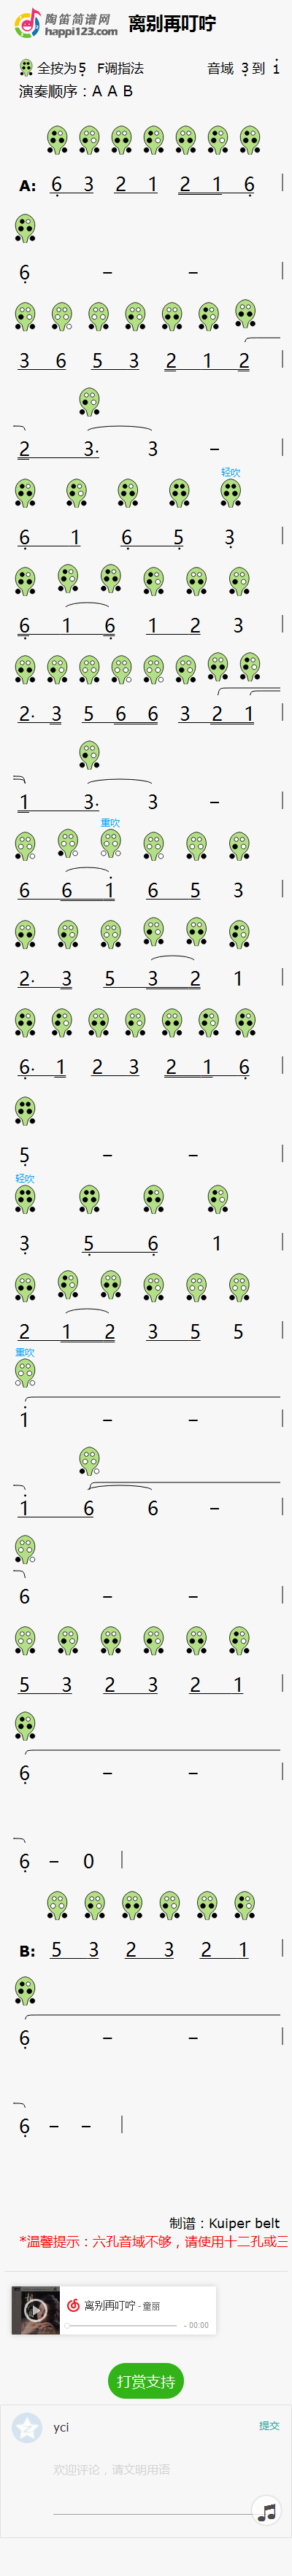 陶笛简谱网
happi123.com
离别再叮咛
全按为5̣ F调指法 音域 3̣ 到 1̇
演奏顺序：A A B
A: 6̣ 3 2 1 2 1 6̣ |
6̣ – – |
3 6 5 3 2 1 2 |
2 3· 3 – |
轻吹
6̣ 1 6̣ 5̣ 3̣ |
6̣ 1 6̣ 1 2 3 |
2· 3 5 6 6 3 2 1 |
1 3· 3 – |
重吹
6 6 1̇ 6 5 3 |
2· 3 5 3 2 1 |
6̣· 1 2 3 2 1 6̣ |
5̣ – – |
轻吹
3̣ 5̣ 6̣ 1 |
2 1 2 3 5 5 |
重吹
1̇ – – |
1̇ 6 6 – |
6 – – |
5 3 2 3 2 1 |
6̣ – – |
6̣ – 0 |
B: 5 3 2 3 2 1 |
6̣ – – |
6̣ – – |
制谱：Kuiper belt
*温馨提示：六孔音域不够，请使用十二孔或三
离别再叮咛 - 童丽
- 00:00
打赏支持
yci 提交
欢迎评论，请文明用语